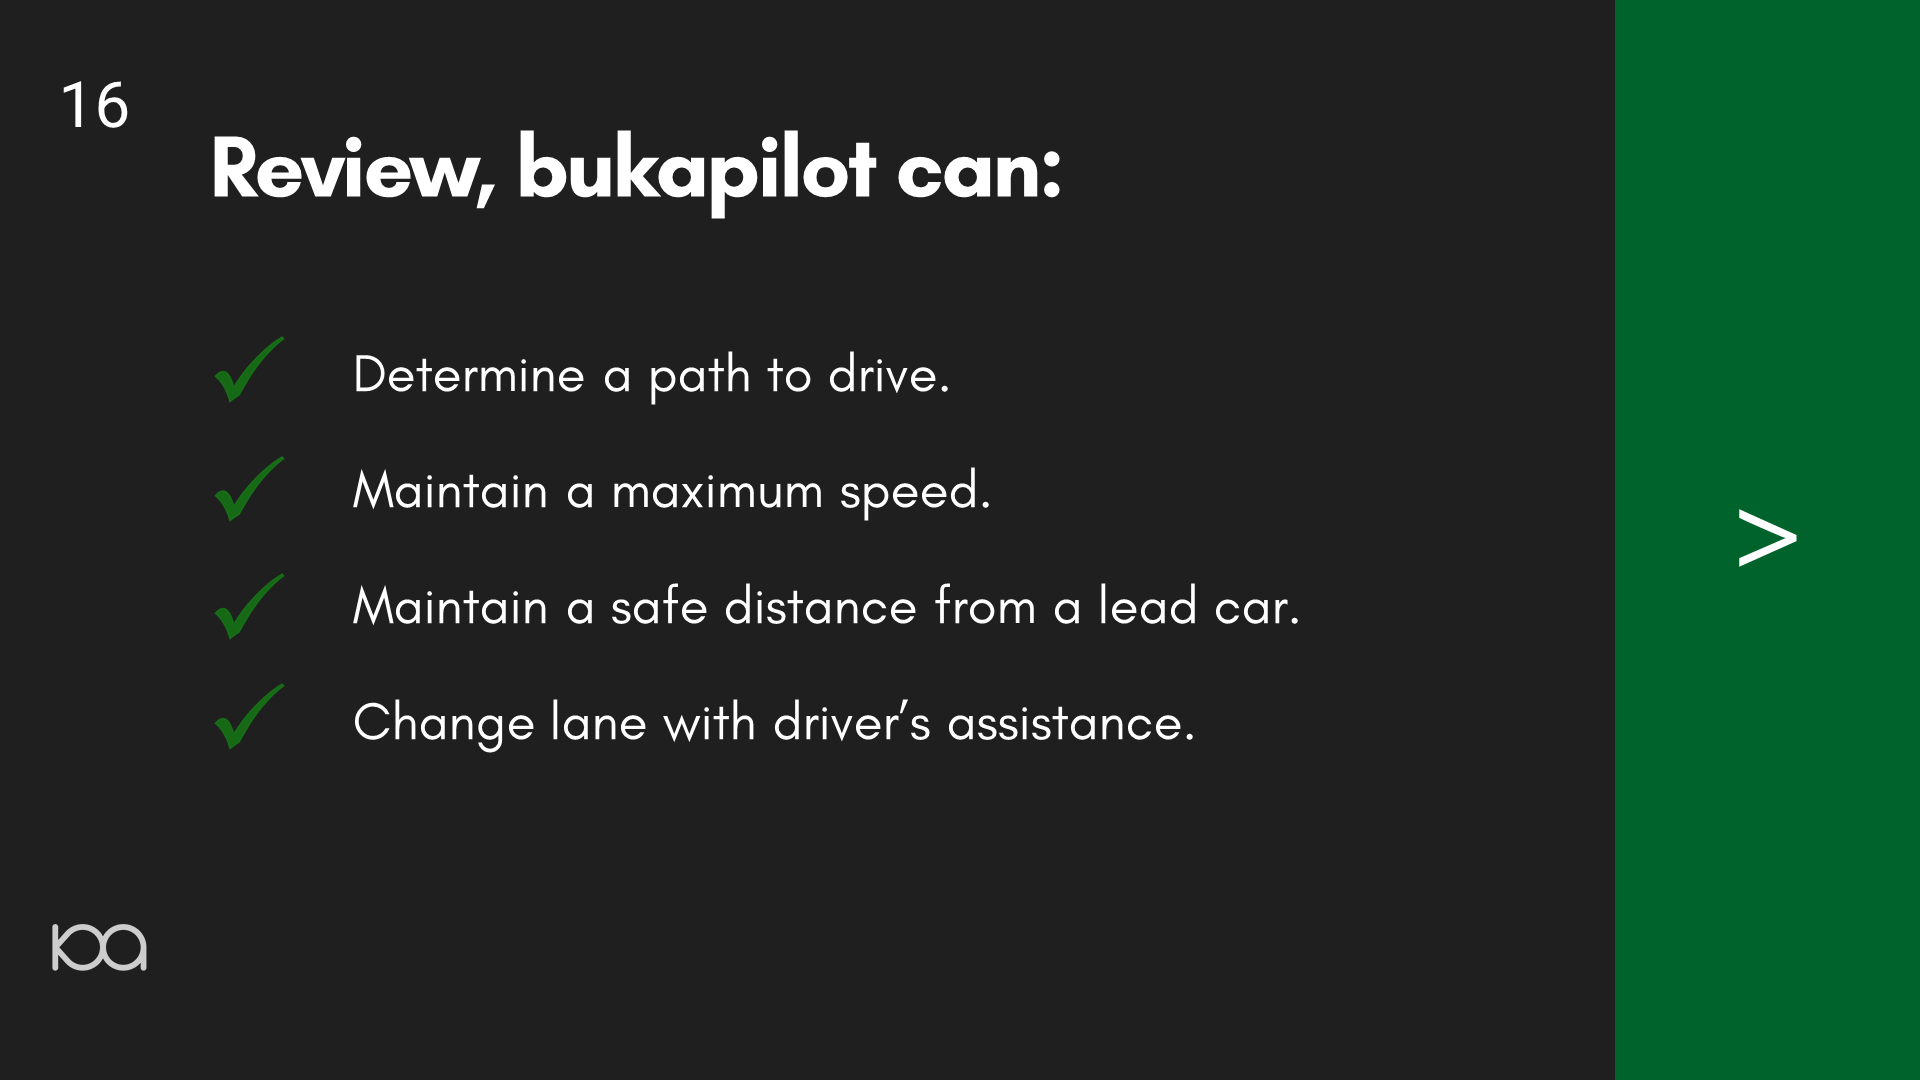 16
Review, bukapilot can:
Determine a path to drive.
Maintain a maximum speed.
Maintain a safe distance from a lead car.
Change lane with driver’s assistance.
>